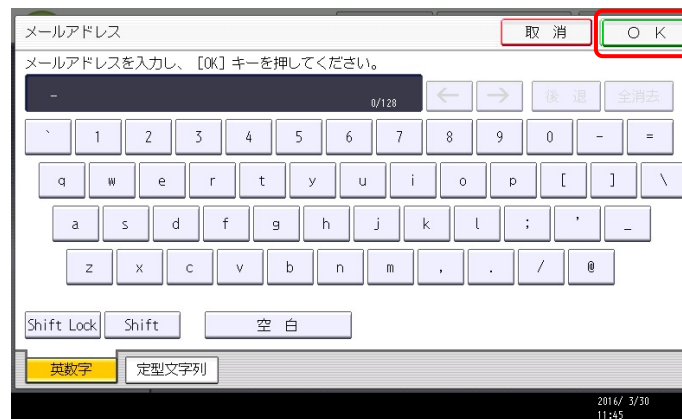 メールアドレス 取 消 O K
メールアドレスを入力し、 [OK] キーを押してください。
_ 0/128 ← → 後 退 全消去
` 1 2 3 4 5 6 7 8 9 0 - =
q w e r t y u i o p [ ] \
a s d f g h j k l ; ' _
z x c v b n m , . / @
Shift Lock Shift 空 白
英数字 定型文字列
2016/ 3/30
11:45